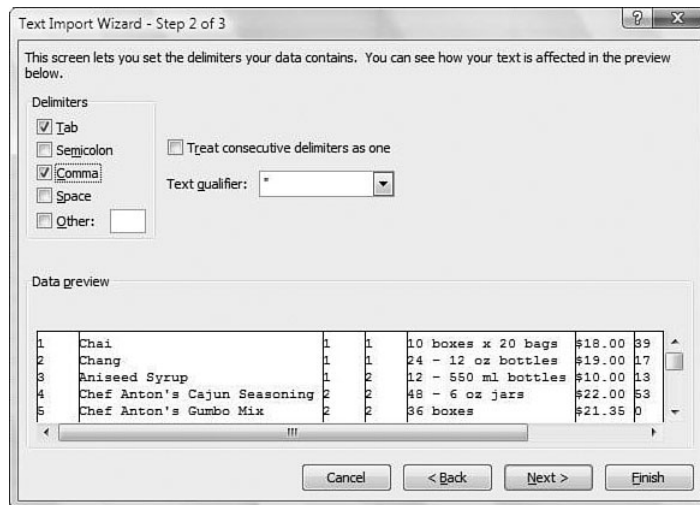 Text Import Wizard - Step 2 of 3
This screen lets you set the delimiters your data contains. You can see how your text is affected in the preview
below.
Delimiters
Tab
Semicolon
Comma
Space
Other:
Treat consecutive delimiters as one
Text qualifier: "
Data preview
1 Chai 1 1 10 boxes x 20 bags $18.00 39
2 Chang 1 1 24 - 12 oz bottles $19.00 17
3 Aniseed Syrup 1 2 12 - 550 ml bottles $10.00 13
4 Chef Anton's Cajun Seasoning 2 2 48 - 6 oz jars $22.00 53
5 Chef Anton's Gumbo Mix 2 2 36 boxes $21.35 0
Cancel < Back Next > Finish